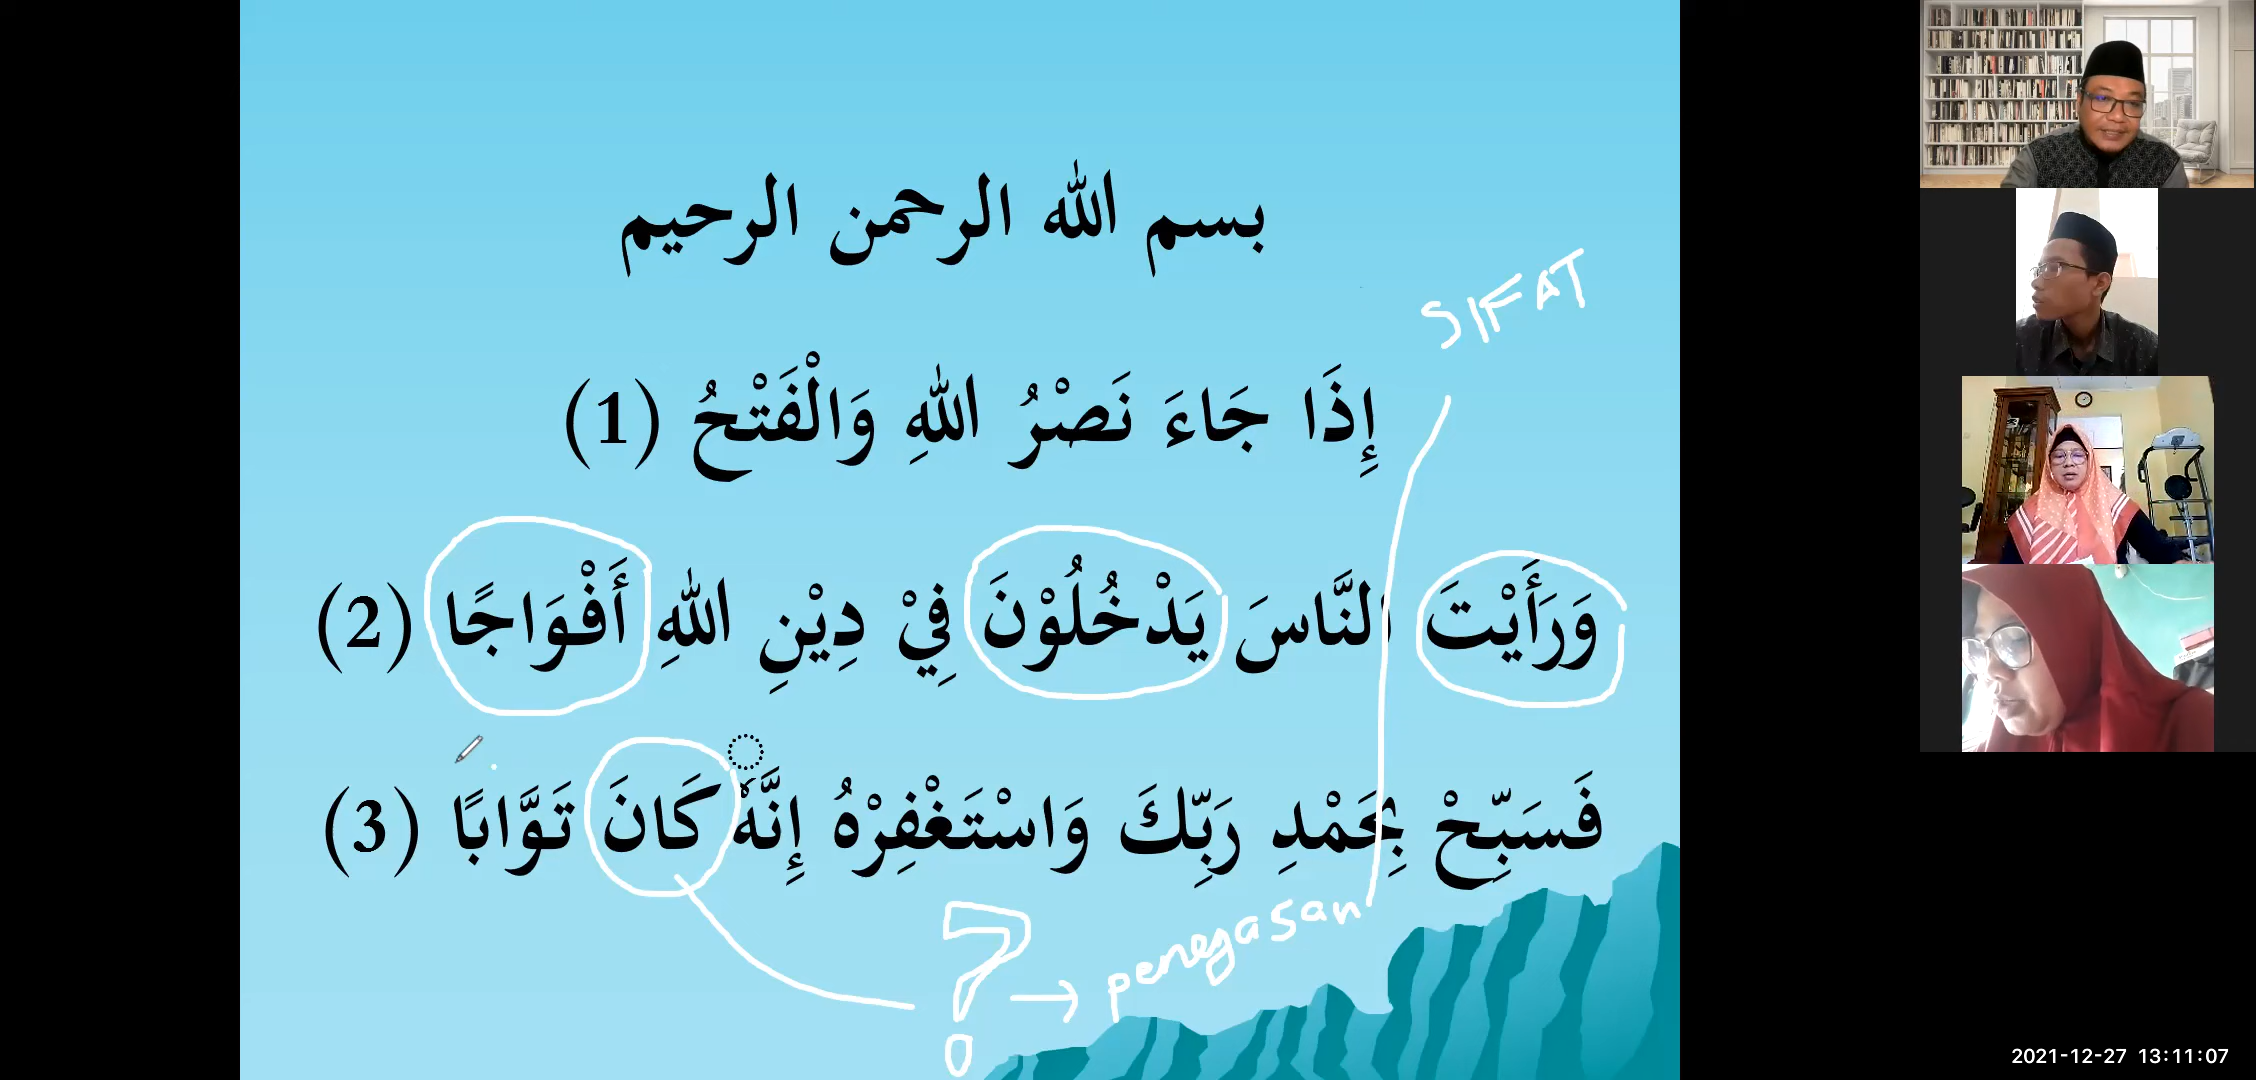 بسم الله الرحمن الرحيم
SIFAT
إِذَا جَاءَ نَصْرُ اللهِ وَالْفَتْحُ (1)
وَرَأَيْتَ النَّاسَ يَدْخُلُوْنَ فِيْ دِيْنِ اللهِ أَفْوَاجًا (2)
فَسَبِّحْ بِحَمْدِ رَبِّكَ وَاسْتَغْفِرْهُ إِنَّهٗ كَانَ تَوَّابًا (3)
? → penegasan
2021-12-27 13:11:07